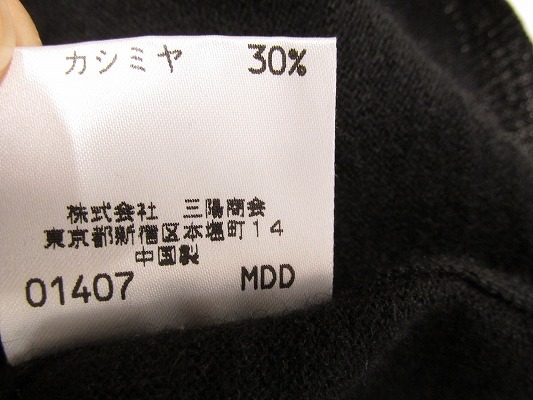 カシミヤ 30%
株式会社 三陽商会
東京都新宿区本塩町14
中国製
01407 MDD